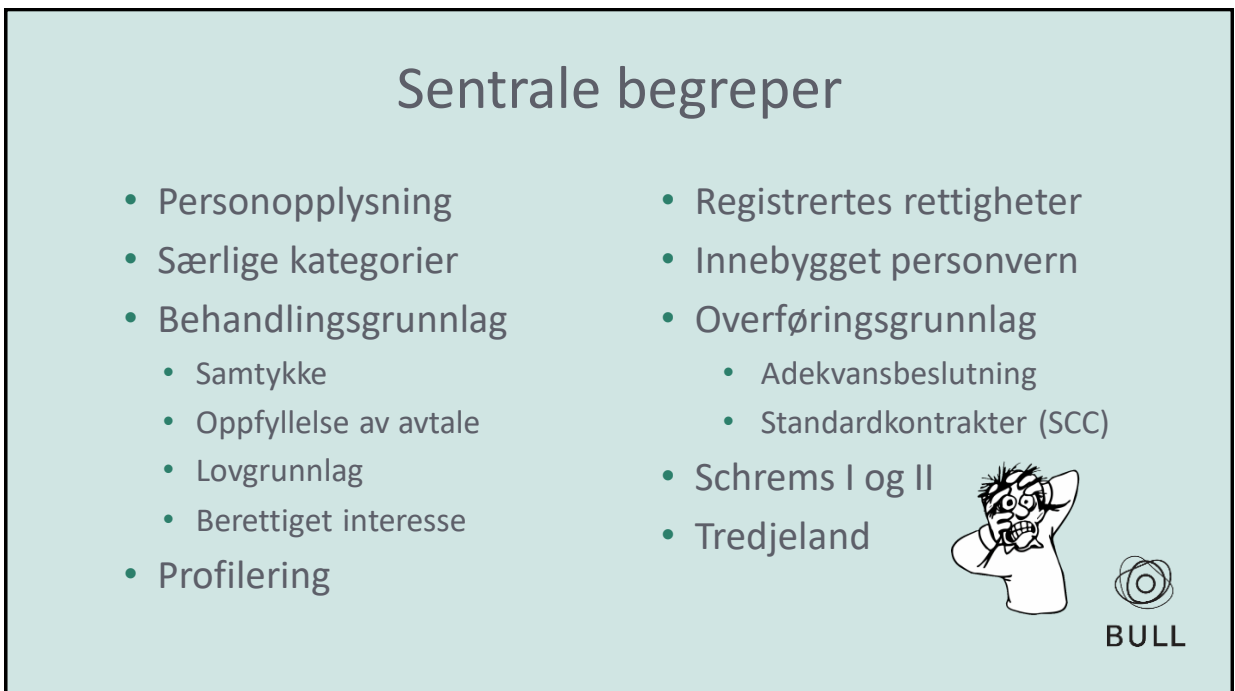 Sentrale begreper
• Personopplysning
• Særlige kategorier
• Behandlingsgrunnlag
• Samtykke
• Oppfyllelse av avtale
• Lovgrunnlag
• Berettiget interesse
• Profilering
• Registrertes rettigheter
• Innebygget personvern
• Overføringsgrunnlag
• Adekvansbeslutning
• Standardkontrakter (SCC)
• Schrems I og II
• Tredjeland
BULL